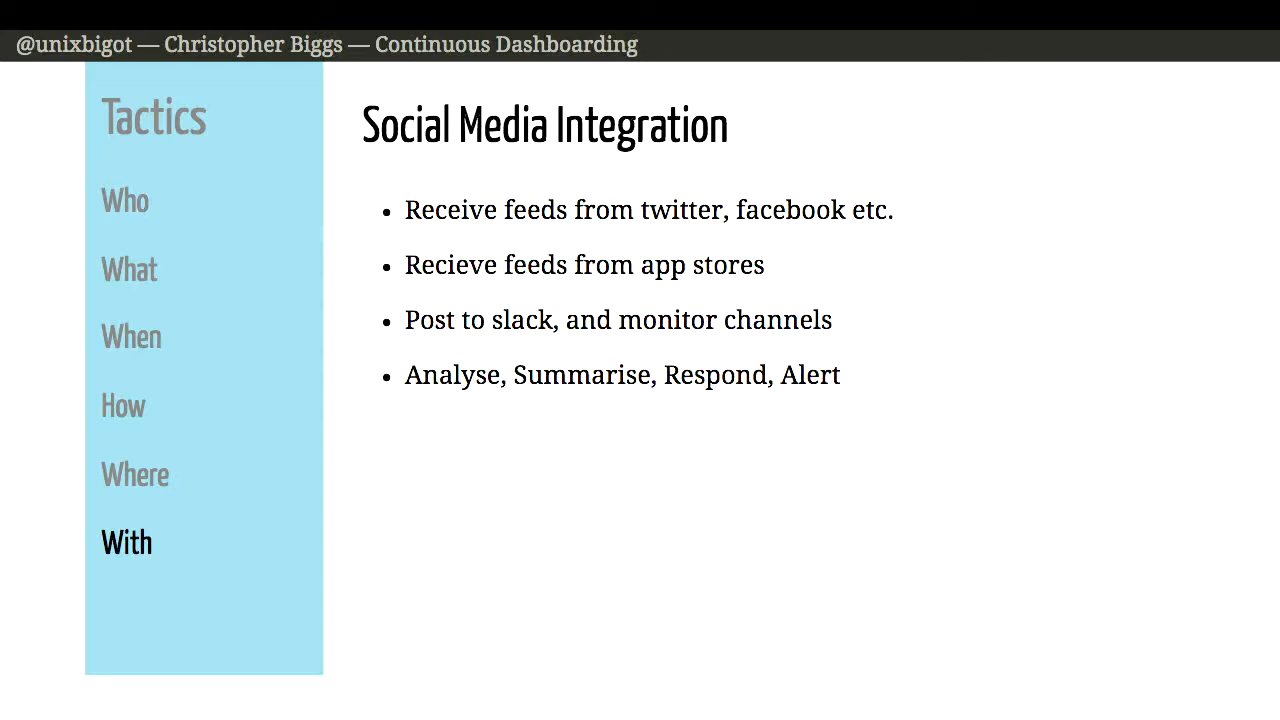 @unixbigot — Christopher Biggs — Continuous Dashboarding
Tactics
Who
What
When
How
Where
With
Social Media Integration
• Receive feeds from twitter, facebook etc.
• Recieve feeds from app stores
• Post to slack, and monitor channels
• Analyse, Summarise, Respond, Alert